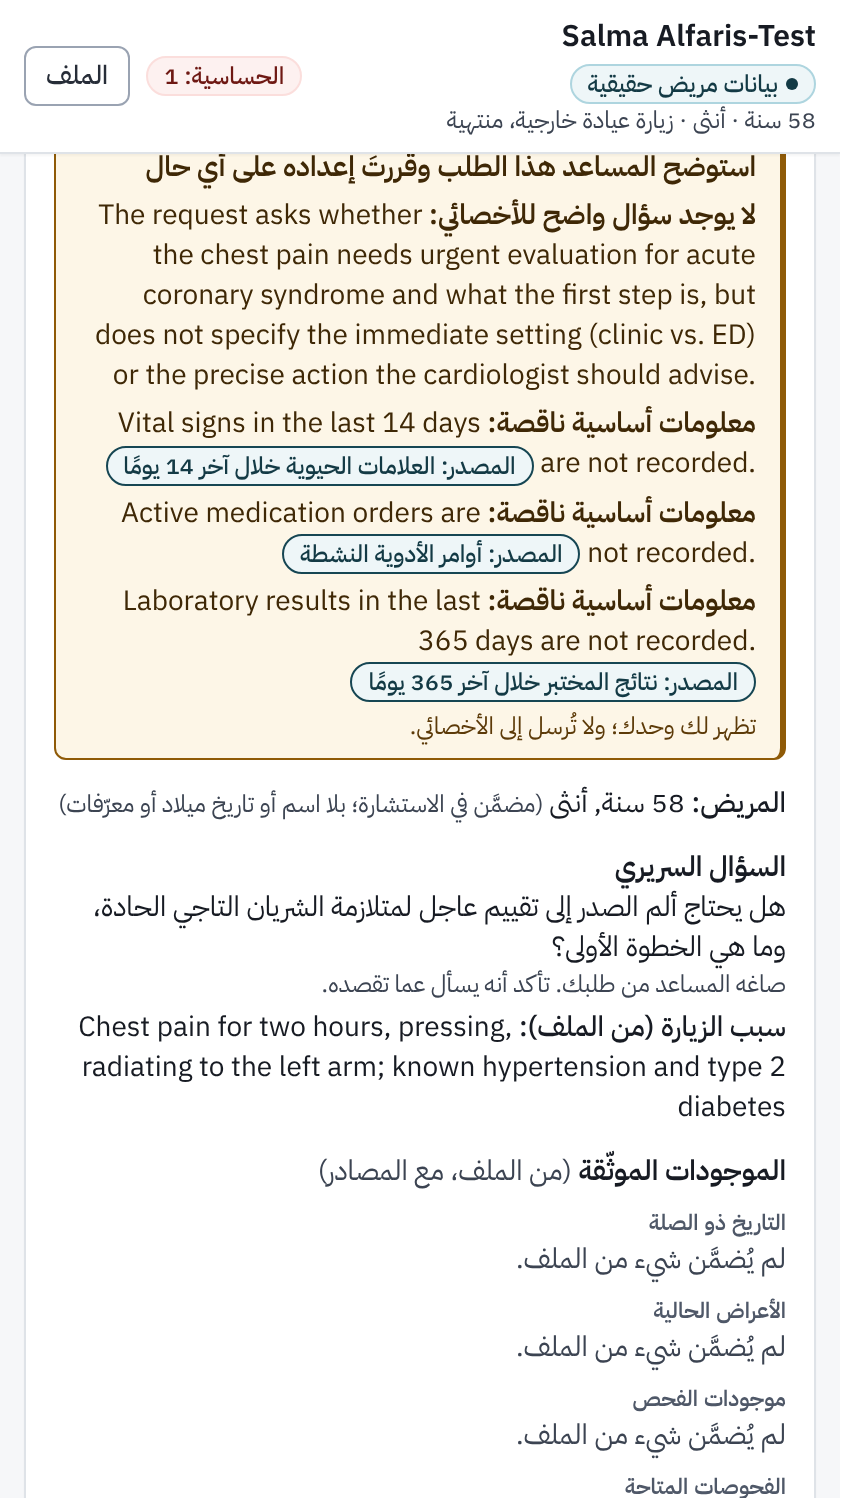 Salma Alfaris-Test
بيانات مريض حقيقية
58 سنة · أنثى · زيارة عيادة خارجية، منتهية
الحساسية: 1
الملف
استوضح المساعد هذا الطلب وقررتَ إعداده على أي حال
لا يوجد سؤال واضح للأخصائي: The request asks whether
the chest pain needs urgent evaluation for acute
coronary syndrome and what the first step is, but
does not specify the immediate setting (clinic vs. ED)
or the precise action the cardiologist should advise.
معلومات أساسية ناقصة: Vital signs in the last 14 days
are not recorded. المصدر: العلامات الحيوية خلال آخر 14 يومًا
معلومات أساسية ناقصة: Active medication orders are
not recorded. المصدر: أوامر الأدوية النشطة
معلومات أساسية ناقصة: Laboratory results in the last
365 days are not recorded.
المصدر: نتائج المختبر خلال آخر 365 يومًا
تظهر لك وحدك؛ ولا تُرسل إلى الأخصائي.
المريض: 58 سنة, أنثى (مضمَّن في الاستشارة؛ بلا اسم أو تاريخ ميلاد أو معرّفات)
السؤال السريري
هل يحتاج ألم الصدر إلى تقييم عاجل لمتلازمة الشريان التاجي الحادة،
وما هي الخطوة الأولى؟
صاغه المساعد من طلبك. تأكد أنه يسأل عما تقصده.
سبب الزيارة (من الملف): Chest pain for two hours, pressing,
radiating to the left arm; known hypertension and type 2
diabetes
الموجودات الموثّقة (من الملف، مع المصادر)
التاريخ ذو الصلة
لم يُضمَّن شيء من الملف.
الأعراض الحالية
لم يُضمَّن شيء من الملف.
موجودات الفحص
لم يُضمَّن شيء من الملف.
الفحوصات المتاحة